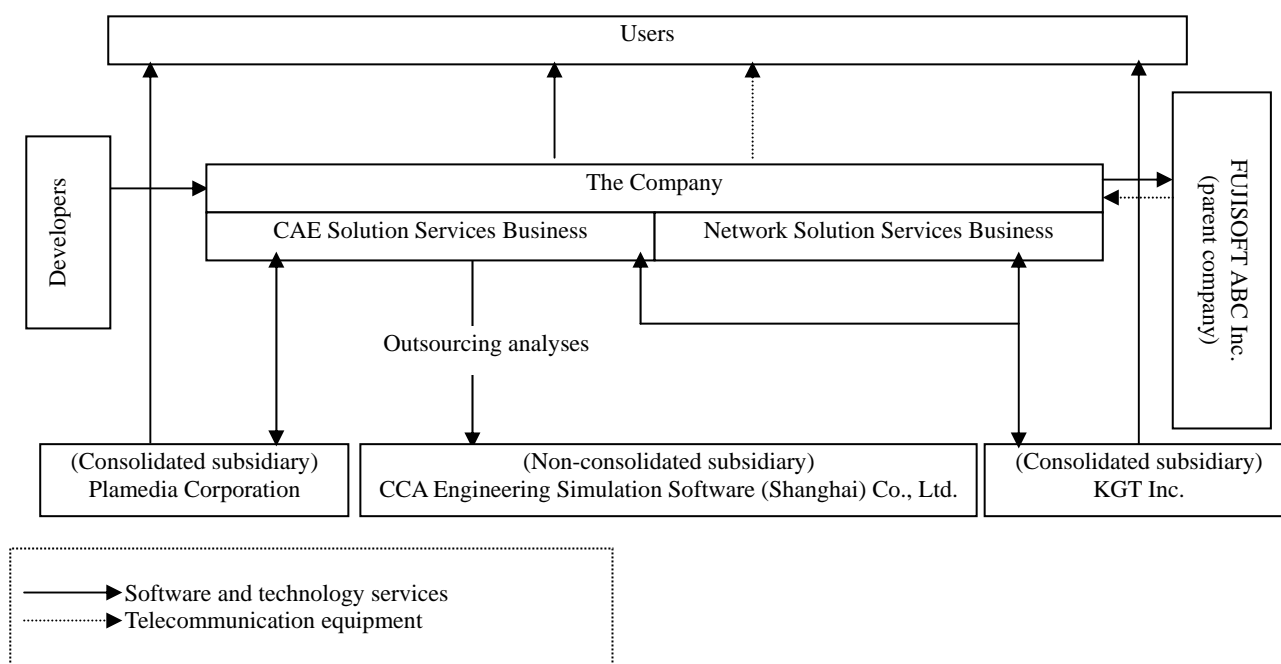 Users
Developers
The Company
FUJISOFT ABC Inc.
(parent company)
CAE Solution Services Business
Network Solution Services Business
Outsourcing analyses
(Consolidated subsidiary)
Plamedia Corporation
(Non-consolidated subsidiary)
CCA Engineering Simulation Software (Shanghai) Co., Ltd.
(Consolidated subsidiary)
KGT Inc.
Software and technology services
Telecommunication equipment